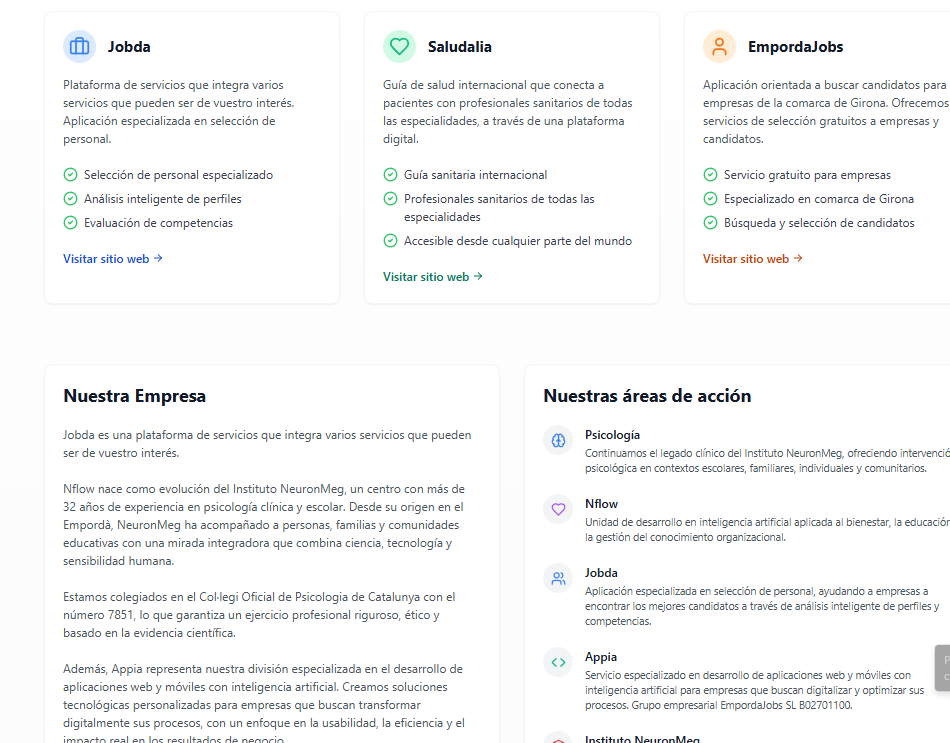 Jobda
Plataforma de servicios que integra varios
servicios que pueden ser de vuestro interés.
Aplicación especializada en selección de
personal.
Selección de personal especializado
Análisis inteligente de perfiles
Evaluación de competencias
Visitar sitio web →
Saludalia
Guía de salud internacional que conecta a
pacientes con profesionales sanitarios de todas
las especialidades, a través de una plataforma
digital.
Guía sanitaria internacional
Profesionales sanitarios de todas las
especialidades
Accesible desde cualquier parte del mundo
Visitar sitio web →
EmpordaJobs
Aplicación orientada a buscar candidatos para
empresas de la comarca de Girona. Ofrecemos
servicios de selección gratuitos a empresas y
candidatos.
Servicio gratuito para empresas
Especializado en comarca de Girona
Búsqueda y selección de candidatos
Visitar sitio web →
Nuestra Empresa
Jobda es una plataforma de servicios que integra varios servicios que pueden
ser de vuestro interés.
Nflow nace como evolución del Instituto NeuronMeg, un centro con más de
32 años de experiencia en psicología clínica y escolar. Desde su origen en el
Empordà, NeuronMeg ha acompañado a personas, familias y comunidades
educativas con una mirada integradora que combina ciencia, tecnología y
sensibilidad humana.
Estamos colegiados en el Col·legi Oficial de Psicologia de Catalunya con el
número 7851, lo que garantiza un ejercicio profesional riguroso, ético y
basado en la evidencia científica.
Además, Appia representa nuestra división especializada en el desarrollo de
aplicaciones web y móviles con inteligencia artificial. Creamos soluciones
tecnológicas personalizadas para empresas que buscan transformar
digitalmente sus procesos, con un enfoque en la usabilidad, la eficiencia y el
impacto real en los resultados de negocio.
Nuestras áreas de acción
Psicología
Continuamos el legado clínico del Instituto NeuronMeg, ofreciendo intervenció
psicológica en contextos escolares, familiares, individuales y comunitarios.
Nflow
Unidad de desarrollo en inteligencia artificial aplicada al bienestar, la educación
la gestión del conocimiento organizacional.
Jobda
Aplicación especializada en selección de personal, ayudando a empresas a
encontrar los mejores candidatos a través de análisis inteligente de perfiles y
competencias.
Appia
Servicio especializado en desarrollo de aplicaciones web y móviles con
inteligencia artificial para empresas que buscan digitalizar y optimizar sus
procesos. Grupo empresarial EmpordaJobs SL B02701100.
Instituto NeuronMeg